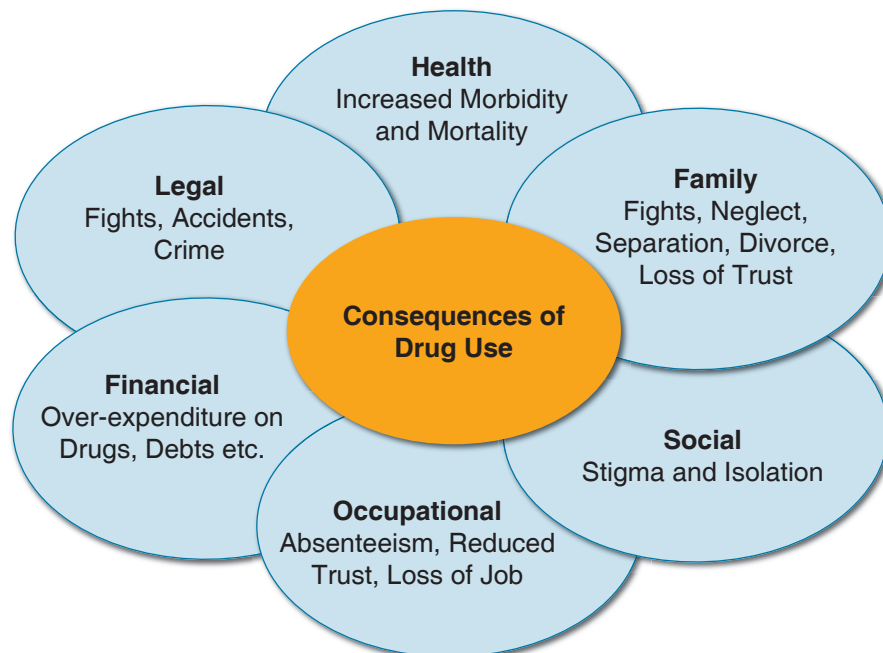 Health
Increased Morbidity
and Mortality
Legal
Fights, Accidents,
Crime
Family
Fights, Neglect,
Separation, Divorce,
Loss of Trust
Consequences of
Drug Use
Financial
Over-expenditure on
Drugs, Debts etc.
Social
Stigma and Isolation
Occupational
Absenteeism, Reduced
Trust, Loss of Job